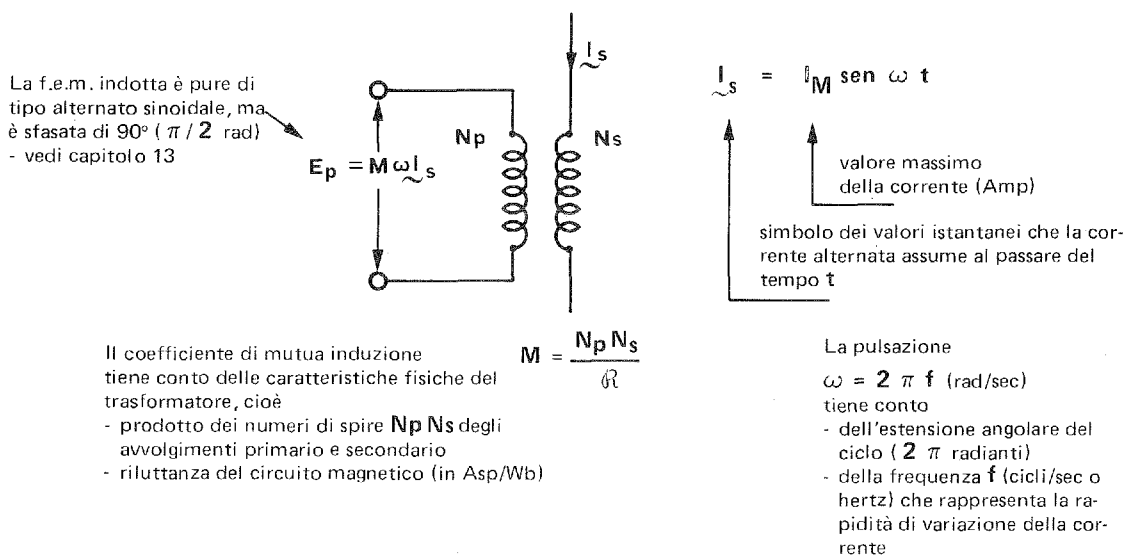 La f.e.m. indotta è pure di
tipo alternato sinoidale, ma
è sfasata di 90° ( π / 2 rad)
- vedi capitolo 13
Ep = M ω Is
Np
Ns
Is
Is = IM sen ω t
valore massimo
della corrente (Amp)
simbolo dei valori istantanei che la cor-
rente alternata assume al passare del
tempo t
Il coefficiente di mutua induzione
tiene conto delle caratteristiche fisiche del
trasformatore, cioè
- prodotto dei numeri di spire Np Ns degli
avvolgimenti primario e secondario
- riluttanza del circuito magnetico (in Asp/Wb)
M = Np Ns / ℛ
La pulsazione
ω = 2 π f (rad/sec)
tiene conto
- dell'estensione angolare del
ciclo ( 2 π radianti)
- della frequenza f (cicli/sec o
hertz) che rappresenta la ra-
pidità di variazione della cor-
rente